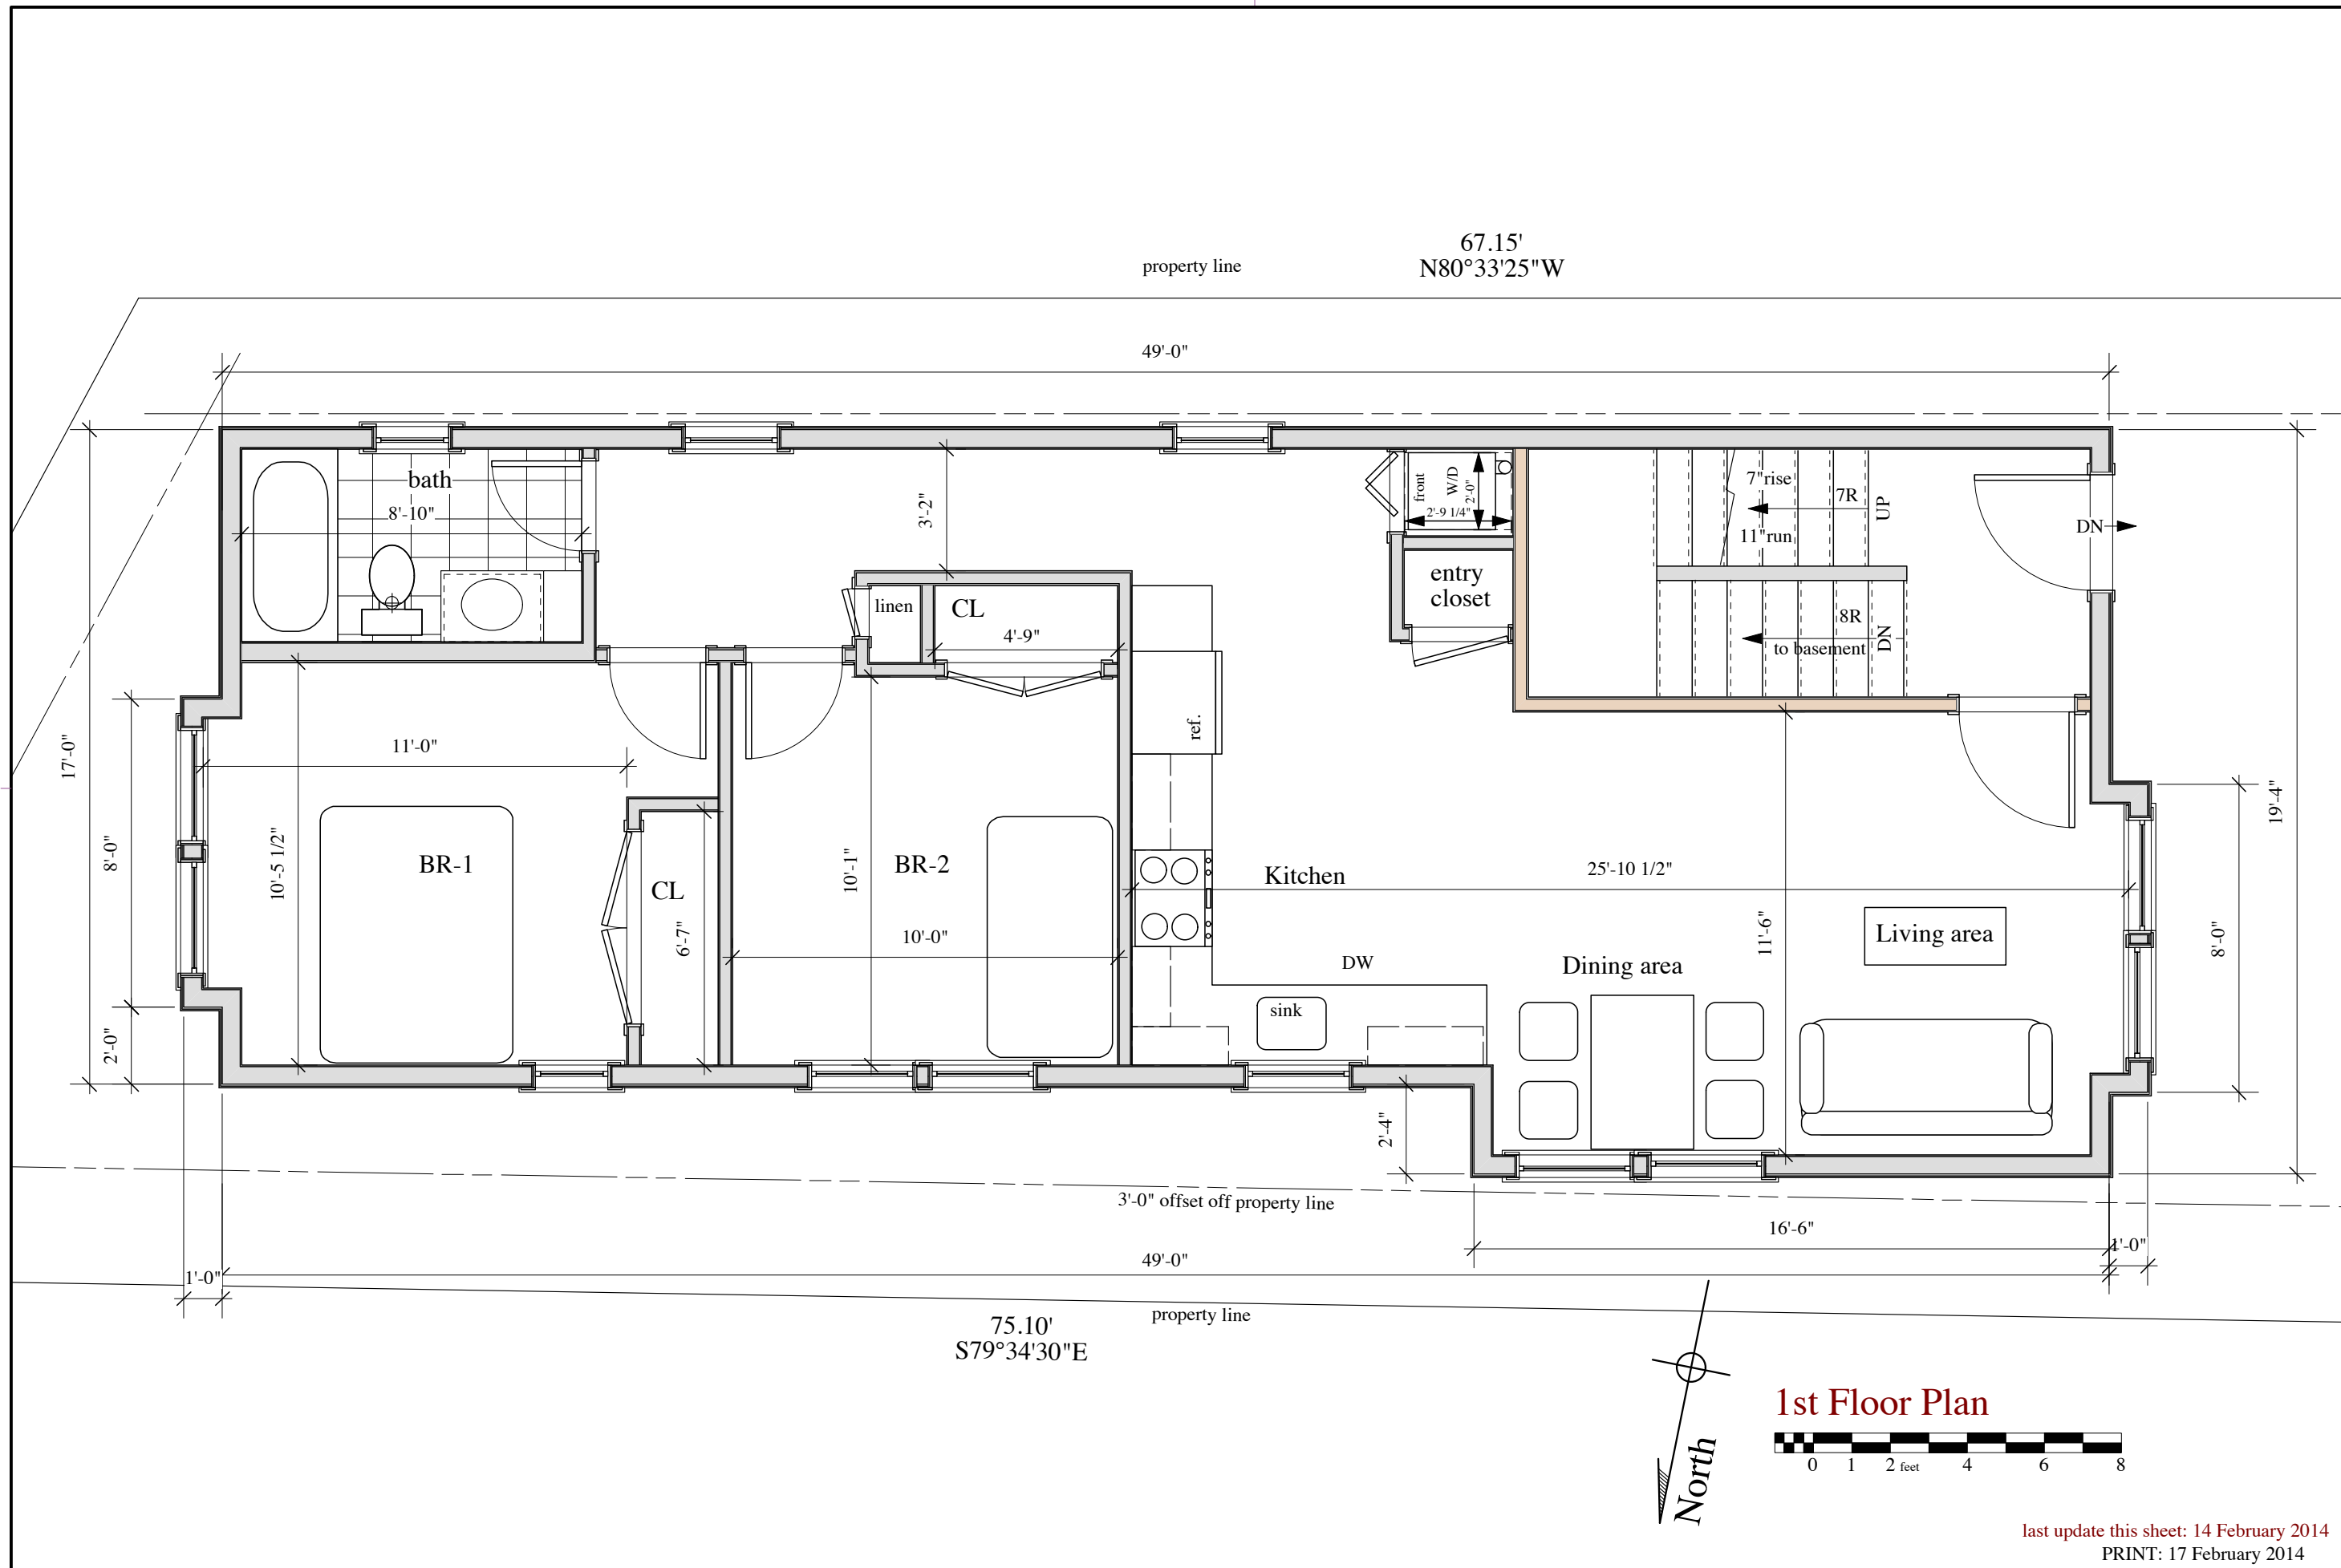 67.15'
N80°33'25"W
property line
49'-0"
bath
8'-10"
3'-2"
front
W/D
2'-0"
2'-9 1/4"
7"rise
7R
UP
11"run
DN
entry
closet
linen
CL
4'-9"
8R
DN
to basement
17'-0"
11'-0"
ref.
19'-4"
8'-0"
10'-5 1/2"
BR-1
CL
6'-7"
10'-1"
BR-2
10'-0"
Kitchen
25'-10 1/2"
11'-6"
Living area
8'-0"
DW
Dining area
sink
2'-0"
2'-4"
3'-0" offset off property line
16'-6"
1'-0"
49'-0"
1'-0"
property line
75.10'
S79°34'30"E
North
1st Floor Plan
0 1 2 feet 4 6 8
last update this sheet: 14 February 2014
PRINT: 17 February 2014